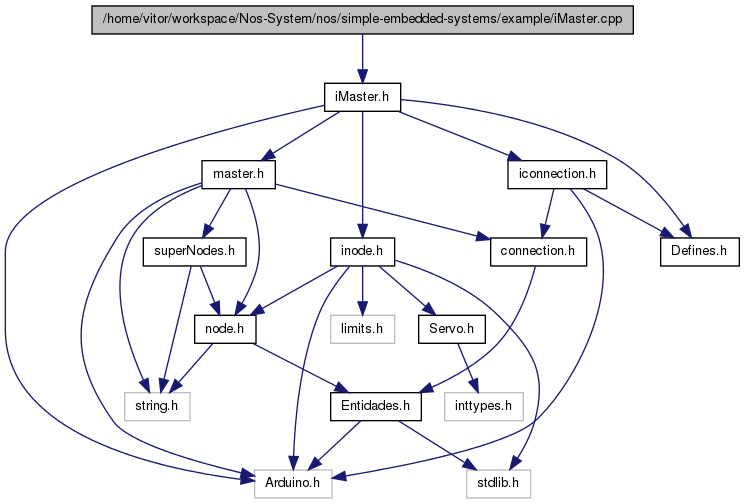 /home/vitor/workspace/Nos-System/nos/simple-embedded-systems/example/iMaster.cpp
iMaster.h
master.h
iconnection.h
superNodes.h
inode.h
connection.h
Defines.h
node.h
limits.h
Servo.h
string.h
Entidades.h
inttypes.h
Arduino.h
stdlib.h